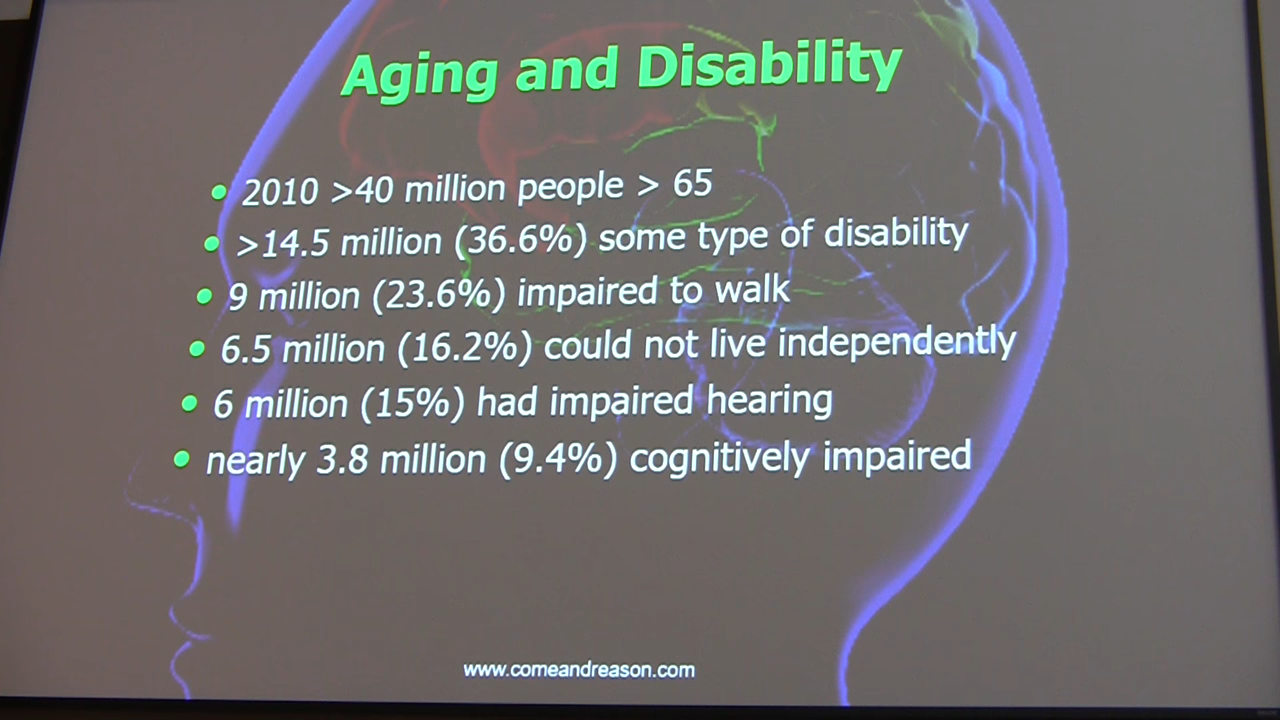 Aging and Disability
• 2010 >40 million people > 65
• >14.5 million (36.6%) some type of disability
• 9 million (23.6%) impaired to walk
• 6.5 million (16.2%) could not live independently
• 6 million (15%) had impaired hearing
• nearly 3.8 million (9.4%) cognitively impaired
www.comeandreason.com